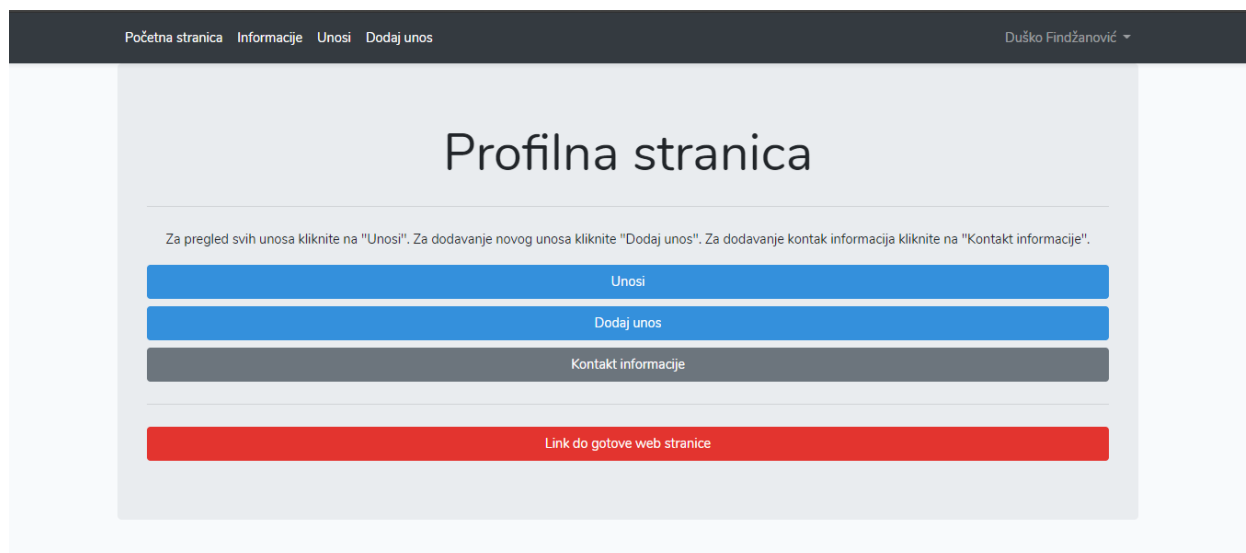 Početna stranica Informacije Unosi Dodaj unos Duško Findžanović
Profilna stranica
Za pregled svih unosa kliknite na "Unosi". Za dodavanje novog unosa kliknite "Dodaj unos". Za dodavanje kontak informacija kliknite na "Kontakt informacije".
Unosi
Dodaj unos
Kontakt informacije
Link do gotove web stranice